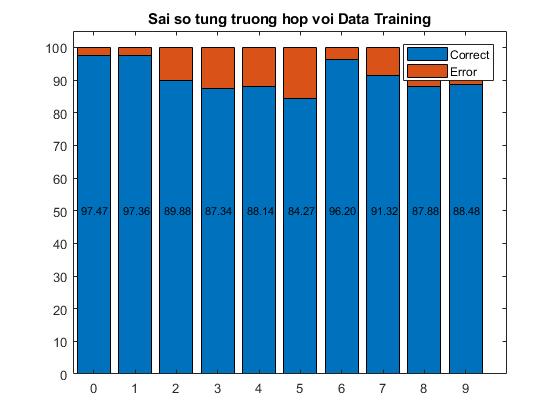 Sai so tung truong hop voi Data Training
Correct
Error
100
90
80
70
60
50
40
30
20
10
0
97.47 97.36 89.88 87.34 88.14 84.27 96.20 91.32 87.88 88.48
0 1 2 3 4 5 6 7 8 9